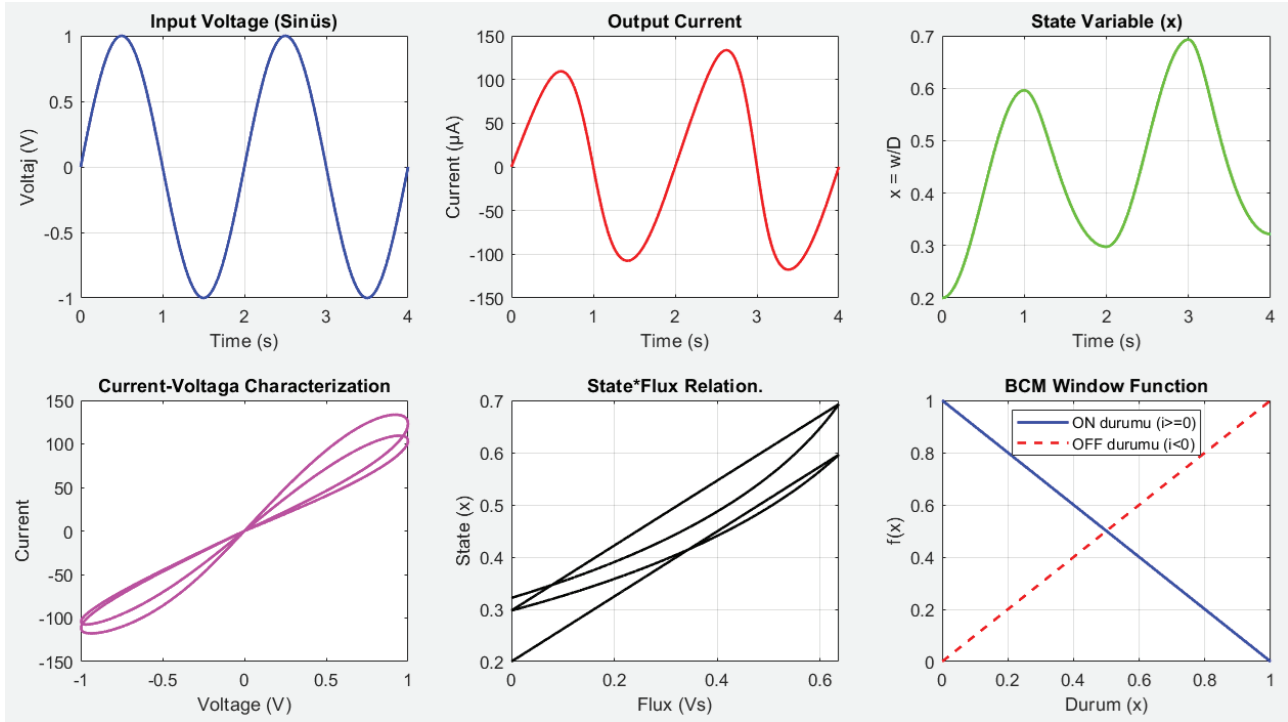 Input Voltage (Sinüs)
1
0.5
0
-0.5
-1
0 1 2 3 4
Voltaj (V)
Time (s)
Output Current
150
100
50
0
-50
-100
-150
0 1 2 3 4
Current (µA)
Time (s)
State Variable (x)
0.7
0.6
0.5
0.4
0.3
0.2
0 1 2 3 4
x = w/D
Time (s)
Current-Voltaga Characterization
150
100
50
0
-50
-100
-150
-1 -0.5 0 0.5 1
Current
Voltage (V)
State*Flux Relation.
0.7
0.6
0.5
0.4
0.3
0.2
0 0.2 0.4 0.6
State (x)
Flux (Vs)
BCM Window Function
1
0.8
0.6
0.4
0.2
0
0 0.2 0.4 0.6 0.8 1
f(x)
Durum (x)
ON durumu (i>=0)
OFF durumu (i<0)